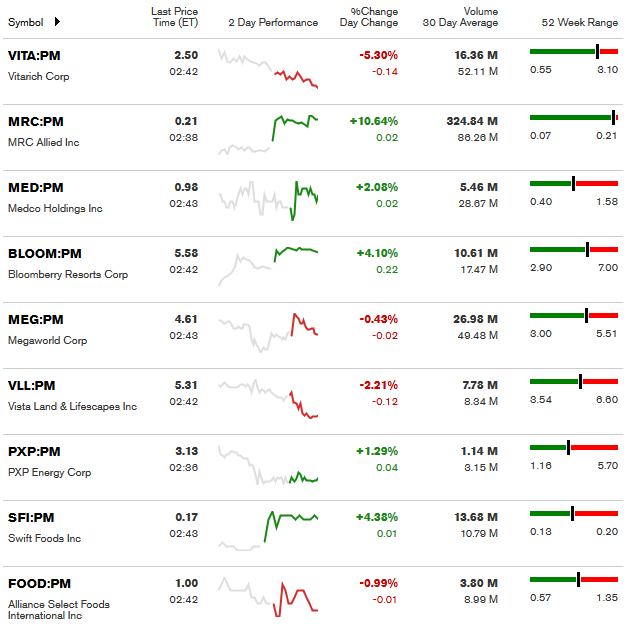 Symbol Last Price Time (ET) 2 Day Performance %Change Day Change Volume 30 Day Average 52 Week Range
VITA:PM 2.50 -5.30% 16.36 M
Vitarich Corp 02:42 -0.14 52.11 M 0.55 3.10
MRC:PM 0.21 +10.64% 324.84 M
MRC Allied Inc 02:38 0.02 86.26 M 0.07 0.21
MED:PM 0.98 +2.08% 5.46 M
Medco Holdings Inc 02:48 0.02 28.67 M 0.40 1.58
BLOOM:PM 5.58 +4.10% 10.61 M
Bloomberry Resorts Corp 02:42 0.22 17.47 M 2.90 7.00
MEG:PM 4.61 -0.43% 26.98 M
Megaworld Corp 02:48 -0.02 49.48 M 3.00 5.51
VLL:PM 5.31 -2.21% 7.78 M
Vista Land & Lifescapes Inc 02:42 -0.12 8.84 M 3.54 6.60
PXP:PM 3.13 +1.29% 1.14 M
PXP Energy Corp 02:36 0.04 3.15 M 1.16 5.70
SFI:PM 0.17 +4.38% 13.68 M
Swift Foods Inc 02:48 0.01 10.79 M 0.13 0.20
FOOD:PM 1.00 -0.99% 3.80 M
Alliance Select Foods International Inc 02:42 -0.01 8.99 M 0.57 1.35